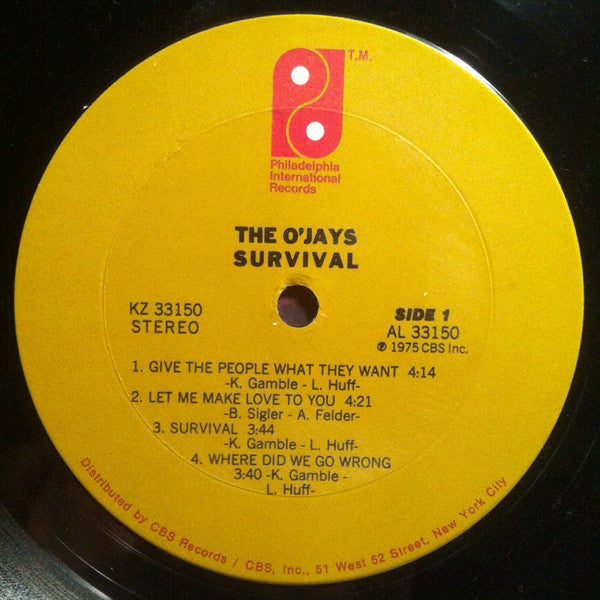 T.M.
Philadelphia
International
Records
THE O'JAYS
SURVIVAL
KZ 33150
STEREO
SIDE 1
AL 33150
℗ 1975 CBS Inc.
1. GIVE THE PEOPLE WHAT THEY WANT 4:14
-K. Gamble - L. Huff-
2. LET ME MAKE LOVE TO YOU 4:21
-B. Sigler - A. Felder-
3. SURVIVAL 3:44
-K. Gamble - L. Huff-
4. WHERE DID WE GO WRONG
3:40 -K. Gamble -
L. Huff-
Distributed by CBS Records / CBS, Inc., 51 West 52 Street, New York City